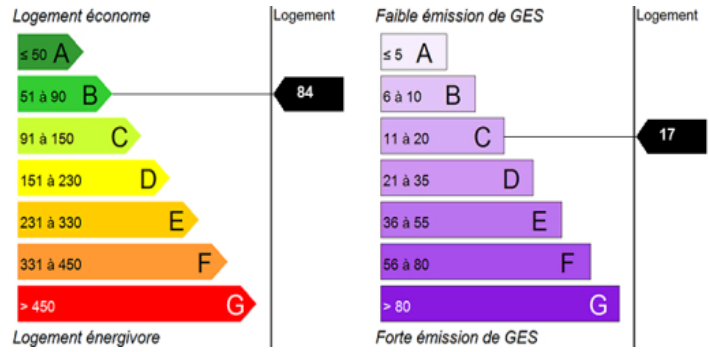 Logement économe
Logement
≤ 50 A
51 à 90 B
84
91 à 150 C
151 à 230 D
231 à 330 E
331 à 450 F
> 450 G
Logement énergivore
Faible émission de GES
Logement
≤ 5 A
6 à 10 B
11 à 20 C
17
21 à 35 D
36 à 55 E
56 à 80 F
> 80 G
Forte émission de GES